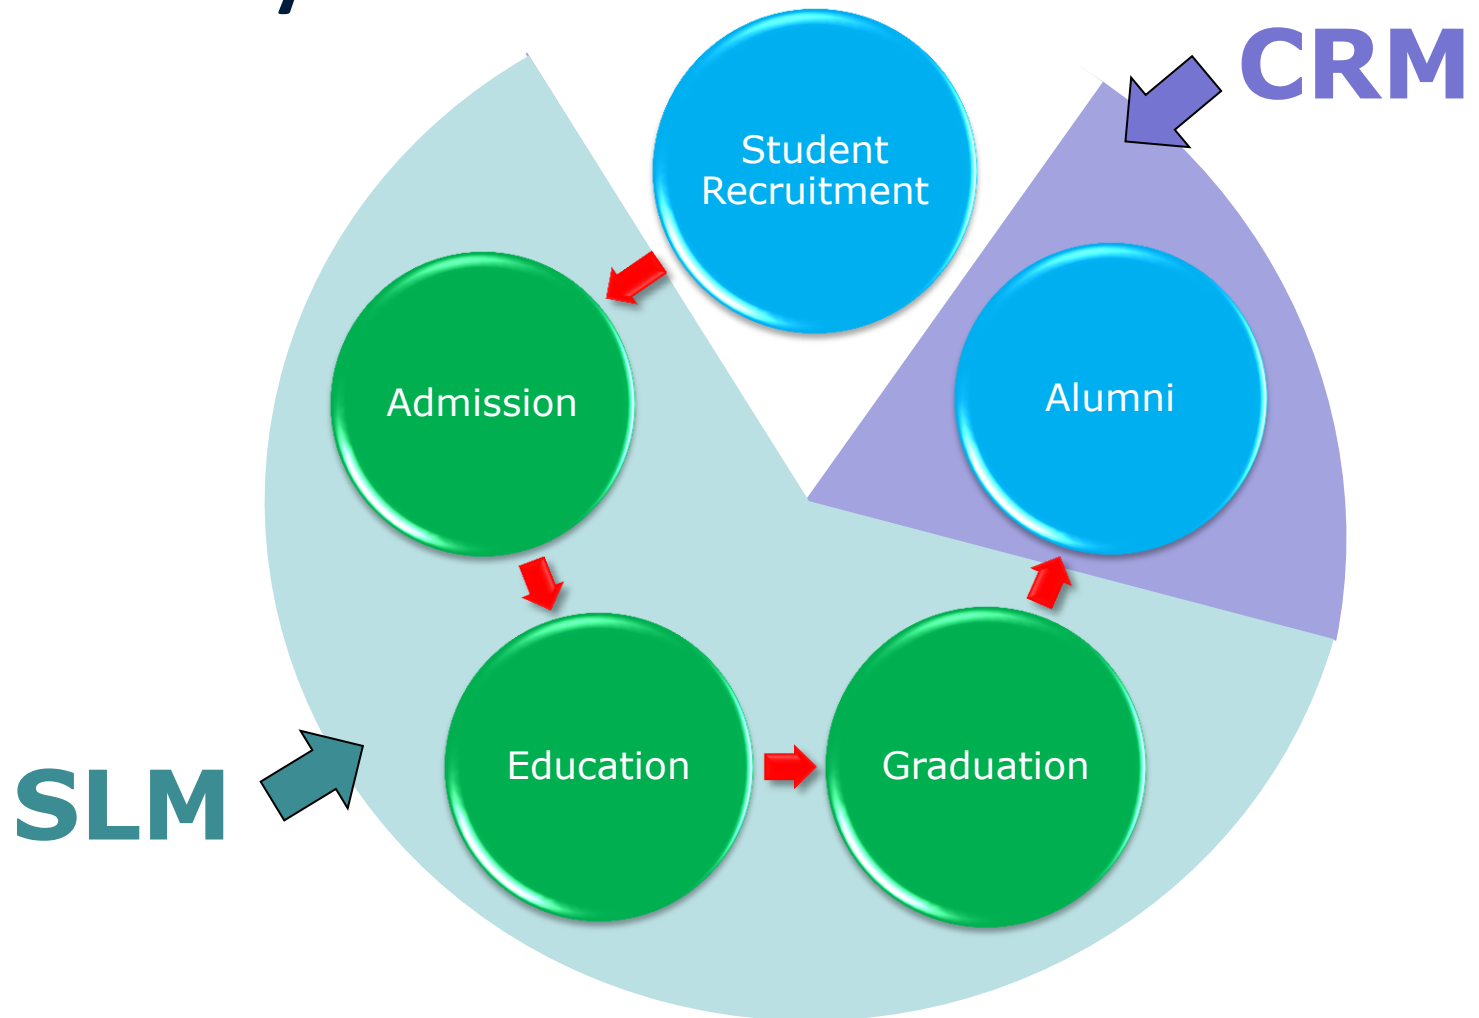 CRM
Student
Recruitment
Admission
Alumni
Education
Graduation
SLM